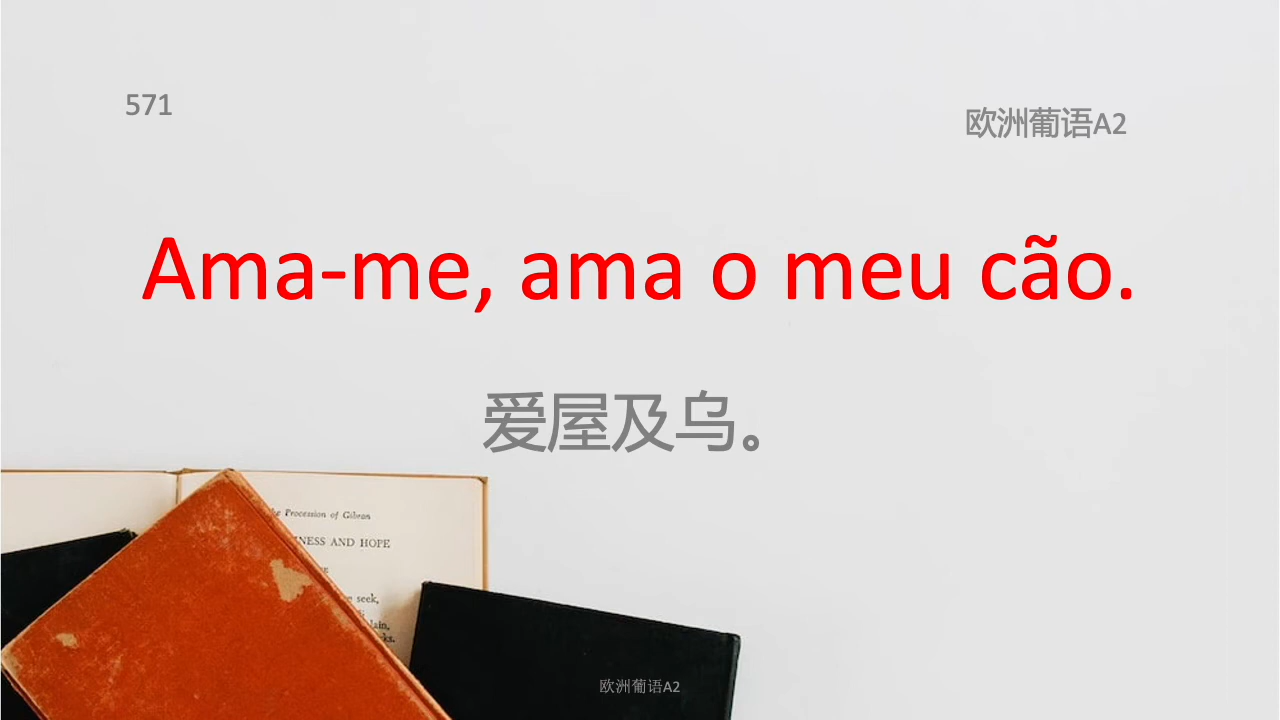 571
欧洲葡语A2
Ama-me, ama o meu cão.
爱屋及乌。
Procession of Gibran
NESS AND HOPE
seek,
欧洲葡语A2